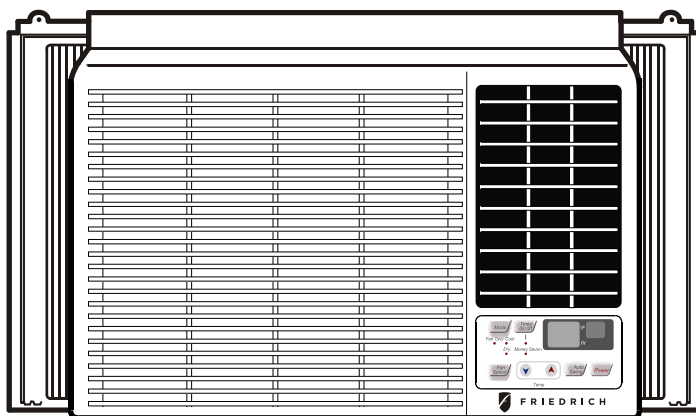 Mode
Timer
On/Off
°F
Fan Only Cool
Dry Money Saver
Fan
Speed
Auto
Swing
Power
Temp
FRIEDRICH